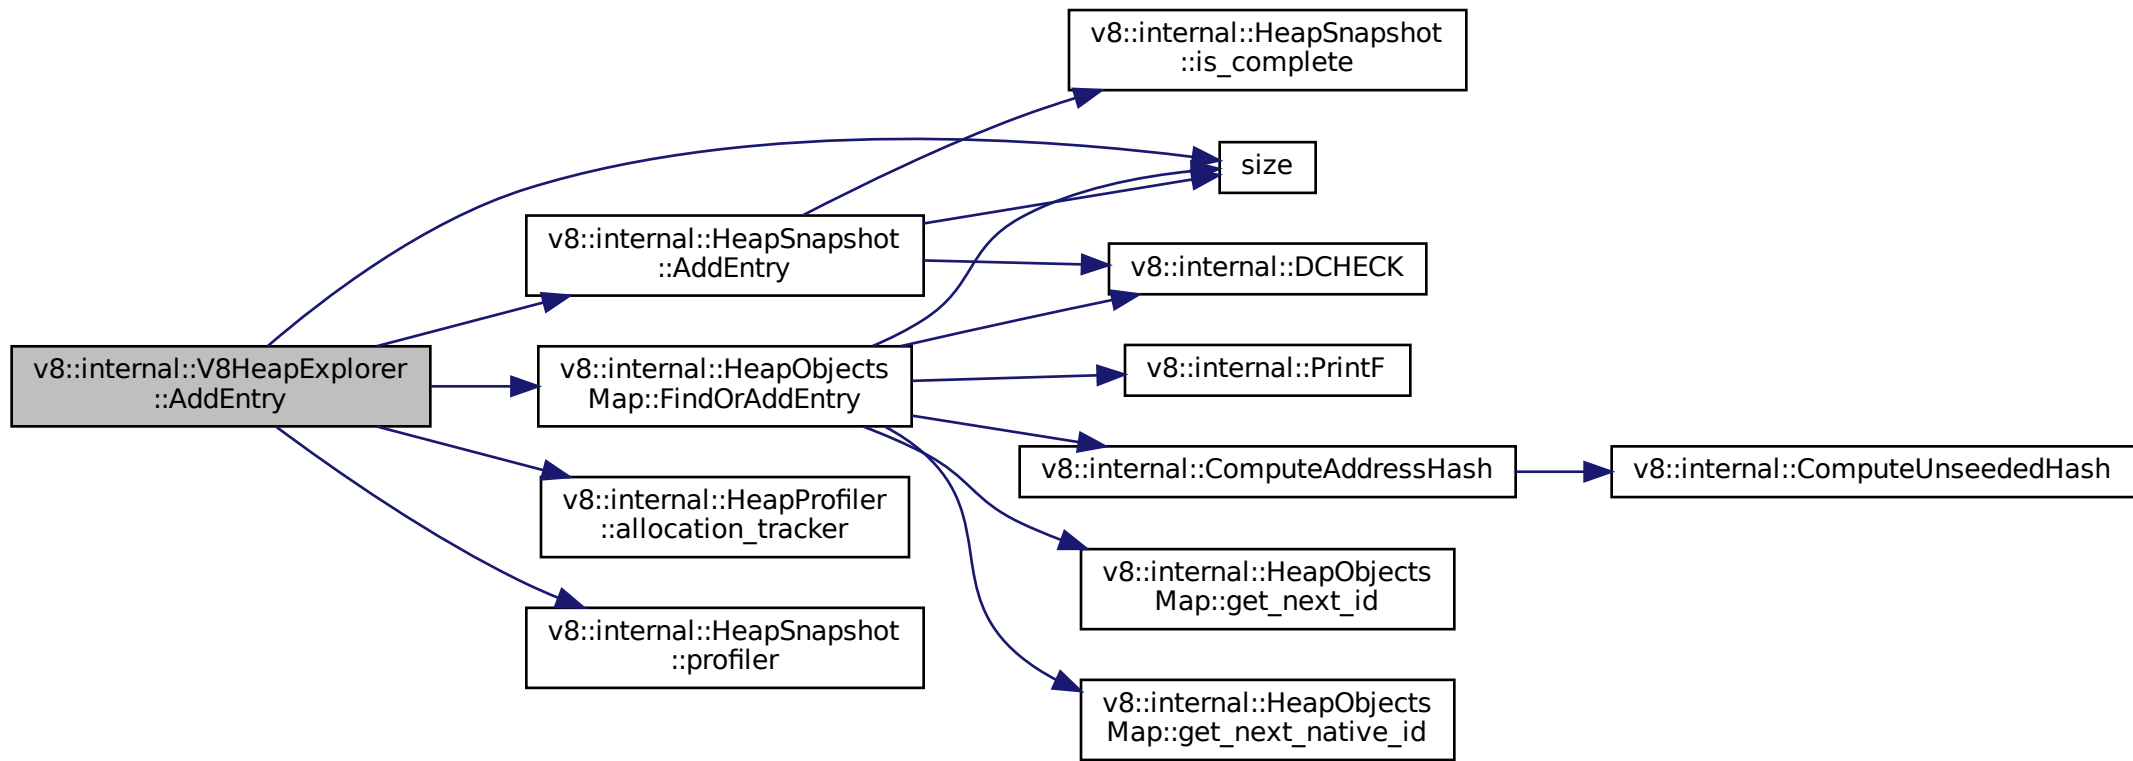 v8::internal::V8HeapExplorer
::AddEntry
v8::internal::HeapSnapshot
::AddEntry
v8::internal::HeapObjects
Map::FindOrAddEntry
v8::internal::HeapProfiler
::allocation_tracker
v8::internal::HeapSnapshot
::profiler
v8::internal::HeapSnapshot
::is_complete
size
v8::internal::DCHECK
v8::internal::PrintF
v8::internal::ComputeAddressHash
v8::internal::HeapObjects
Map::get_next_id
v8::internal::HeapObjects
Map::get_next_native_id
v8::internal::ComputeUnseededHash